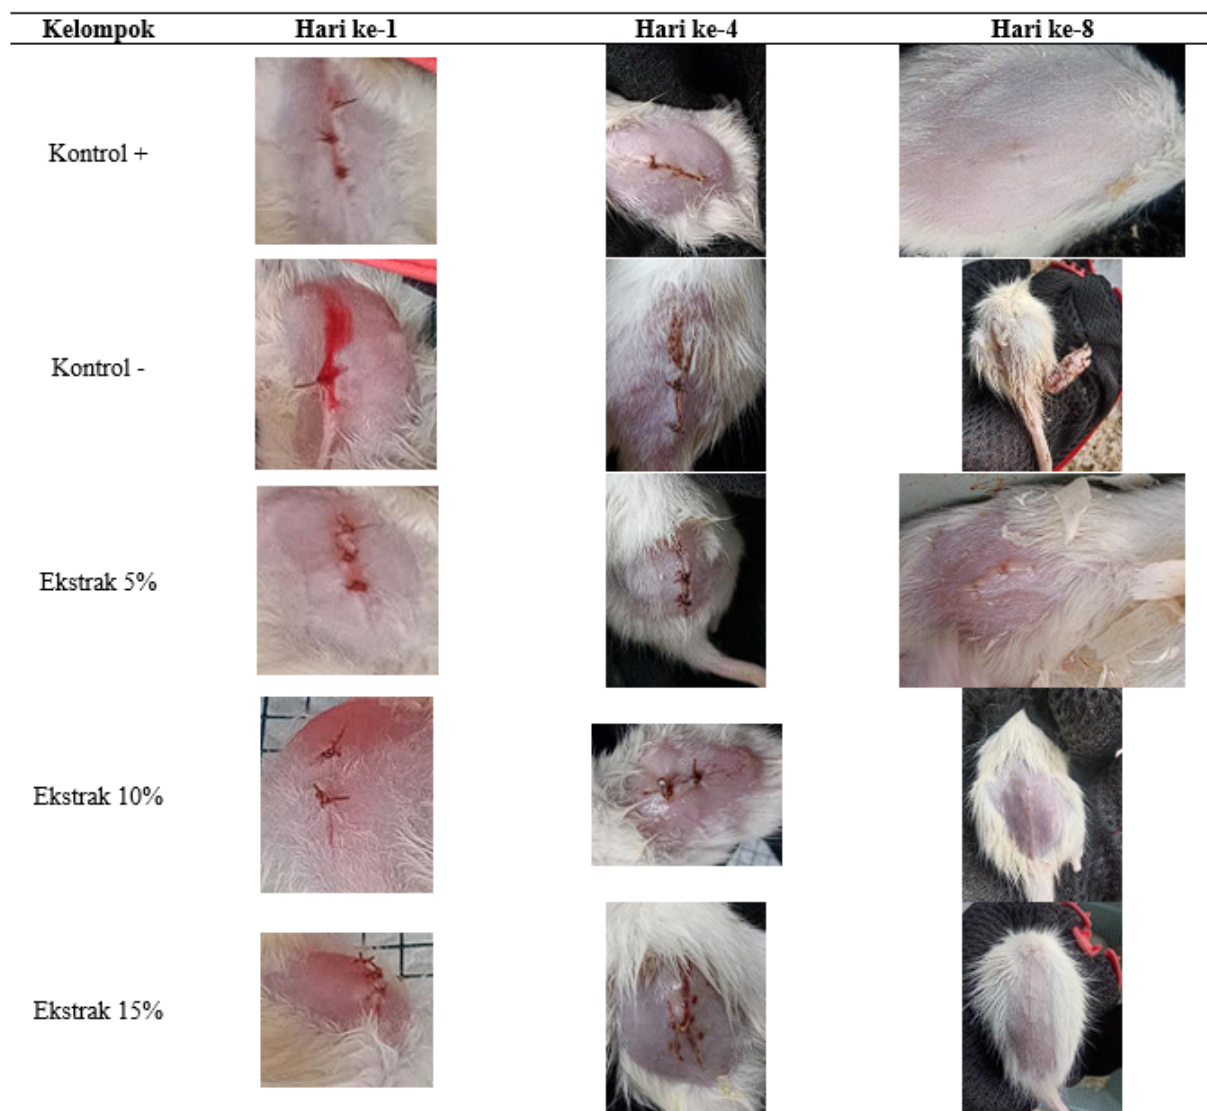 Kelompok Hari ke-1 Hari ke-4 Hari ke-8
Kontrol +
Kontrol -
Ekstrak 5%
Ekstrak 10%
Ekstrak 15%